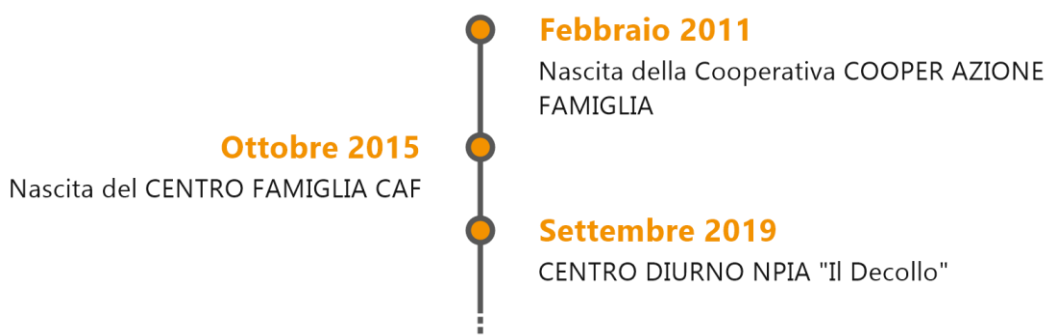 Febbraio 2011
Nascita della Cooperativa COOPER AZIONE
FAMIGLIA
Ottobre 2015
Nascita del CENTRO FAMIGLIA CAF
Settembre 2019
CENTRO DIURNO NPIA "Il Decollo"